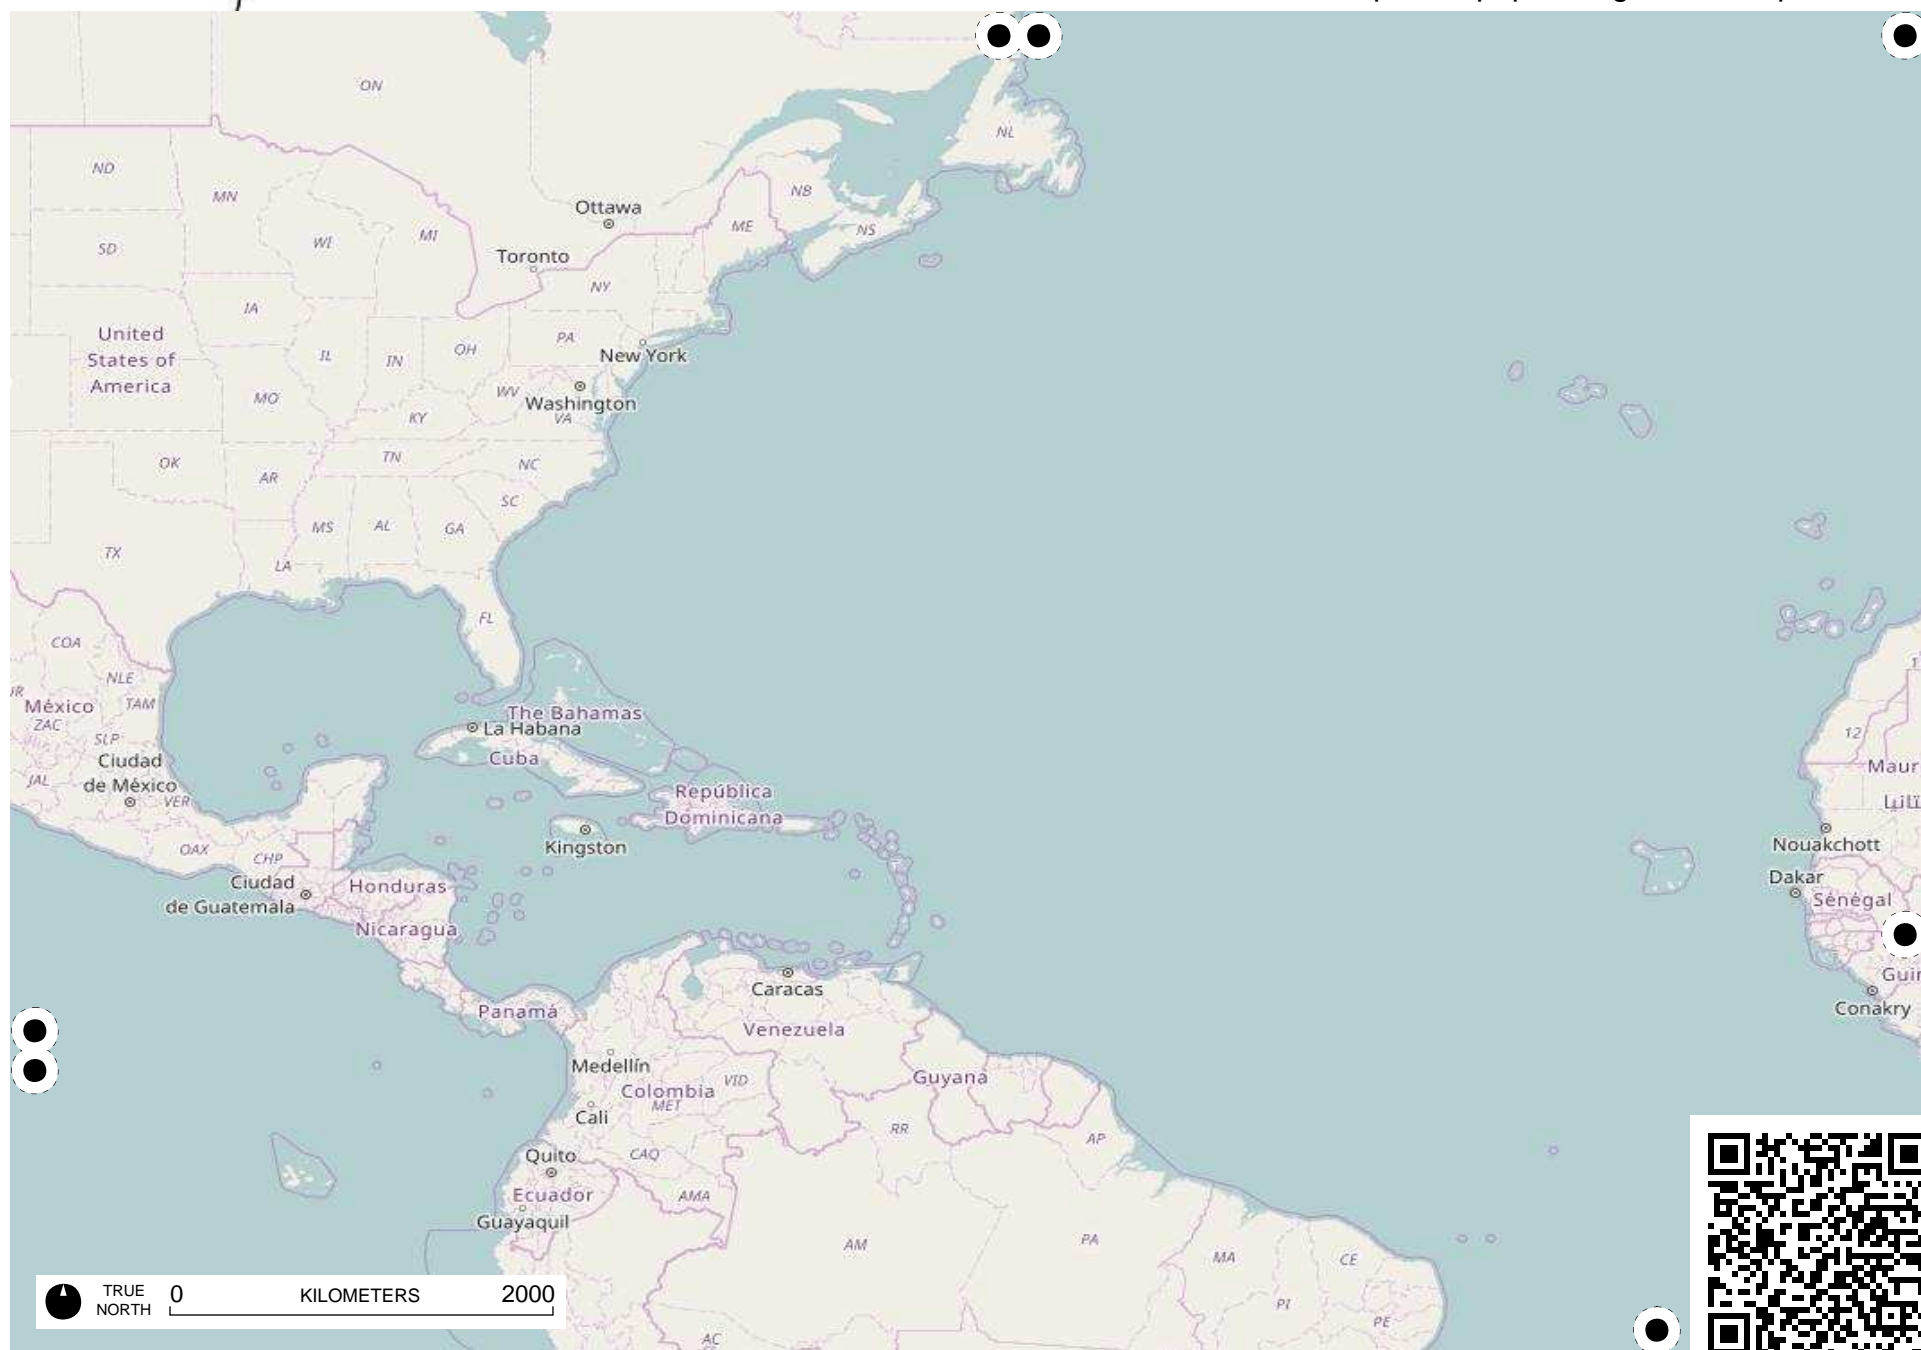 ON
NL
ND
MN
NB
Ottawa
ME
NS
SD
WI
MI
Toronto
NY
IA
United
States of
America
PA
New York
IL
IN
OH
MO
WV
Washington
KY
VA
OK
TN
NC
AR
SC
MS
AL
GA
TX
LA
FL
COA
NLE
México
TAM
ZAC
The Bahamas
La Habana
12
SLP
Ciudad
de México
Cuba
JAL
VER
República
Dominicana
Maur
Kingston
Nouakchott
OAX
CHP
Ciudad
de Guatemala
Honduras
Dakar
Sénégal
Nicaragua
Guin
Caracas
Conakry
Panamá
Venezuela
Medellín
Colombia
VID
MET
Guyana
Cali
RR
AP
Quito
CAQ
Ecuador
AMA
Guayaquil
AM
PA
MA
CE
TRUE
NORTH
0 KILOMETERS 2000
PI
PE
AC